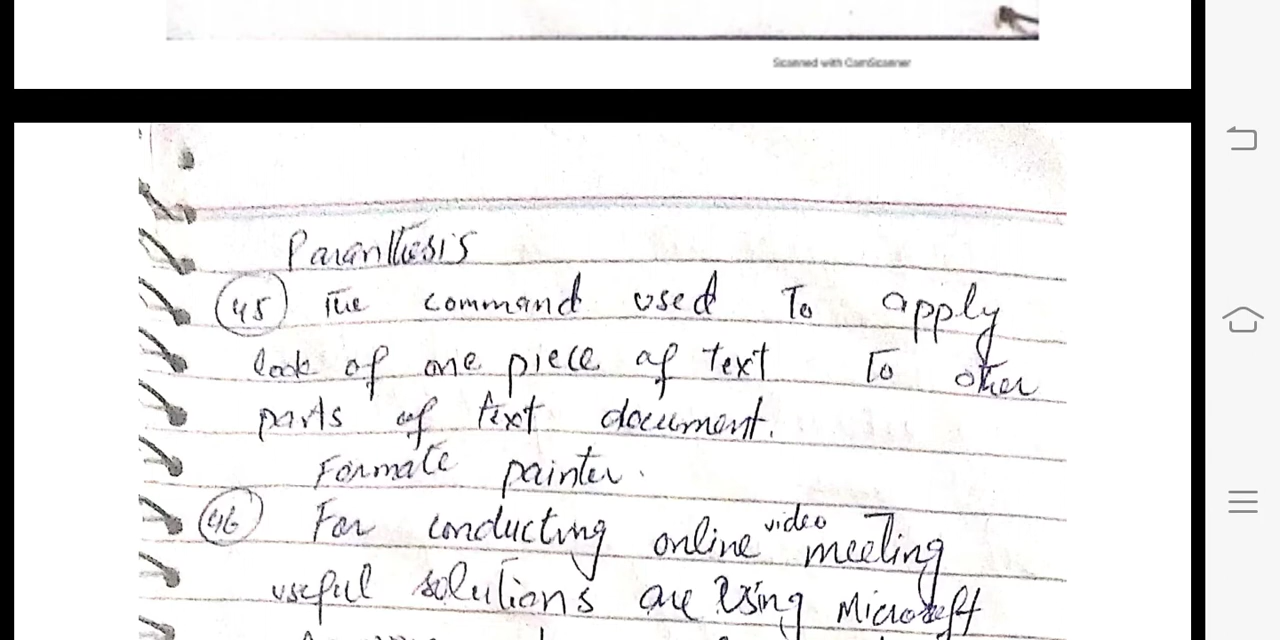 Scanned with CamScanner
Paranthesis
45 The command used To apply
look of one piece of text To other
parts of text document.
Formate painter.
46 For conducting online video meeting
useful solutions are Using Microsoft